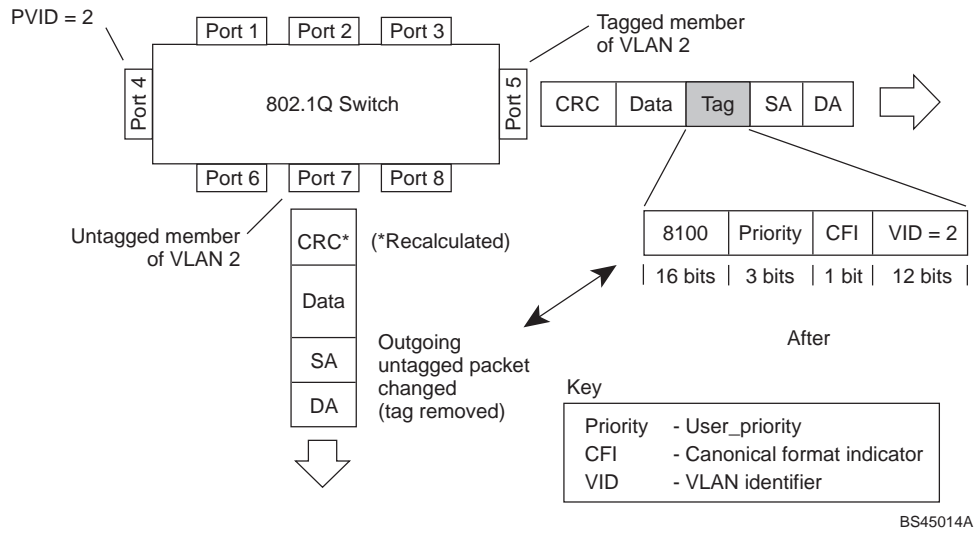 PVID = 2
Port 1
Port 2
Port 3
Tagged member
of VLAN 2
Port 4
802.1Q Switch
Port 5
CRC
Data
Tag
SA
DA
Port 6
Port 7
Port 8
Untagged member
of VLAN 2
CRC*
(*Recalculated)
Data
SA
DA
Outgoing
untagged packet
changed
(tag removed)
8100
Priority
CFI
VID = 2
16 bits
3 bits
1 bit
12 bits
After
Key
Priority - User_priority
CFI - Canonical format indicator
VID - VLAN identifier
BS45014A